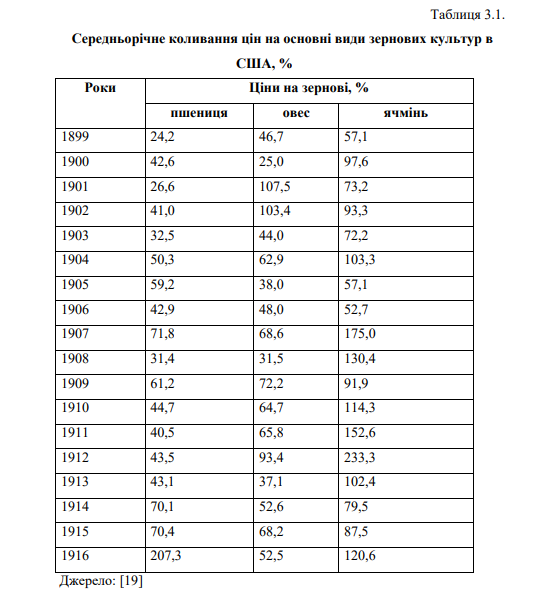 Таблиця 3.1.
Середньорічне коливання цін на основні види зернових культур в
США, %
Роки Ціни на зернові, %
пшениця овес ячмінь
1899 24,2 46,7 57,1
1900 42,6 25,0 97,6
1901 26,6 107,5 73,2
1902 41,0 103,4 93,3
1903 32,5 44,0 72,2
1904 50,3 62,9 103,3
1905 59,2 38,0 57,1
1906 42,9 48,0 52,7
1907 71,8 68,6 175,0
1908 31,4 31,5 130,4
1909 61,2 72,2 91,9
1910 44,7 64,7 114,3
1911 40,5 65,8 152,6
1912 43,5 93,4 233,3
1913 43,1 37,1 102,4
1914 70,1 52,6 79,5
1915 70,4 68,2 87,5
1916 207,3 52,5 120,6
Джерело: [19]